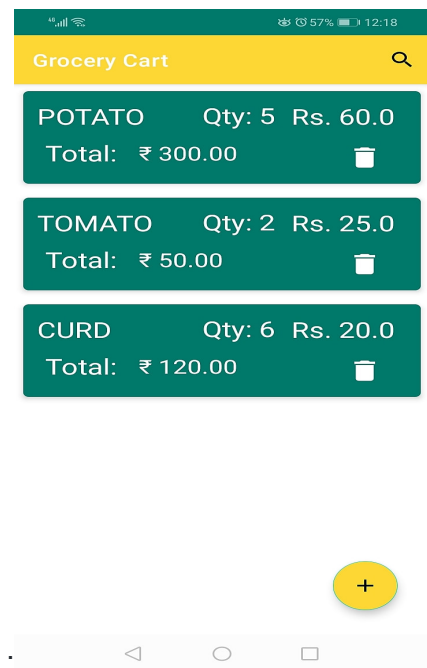 4G 57% 12:18
Grocery Cart
POTATO Qty: 5 Rs. 60.0
Total: ₹ 300.00
TOMATO Qty: 2 Rs. 25.0
Total: ₹ 50.00
CURD Qty: 6 Rs. 20.0
Total: ₹ 120.00
+
.